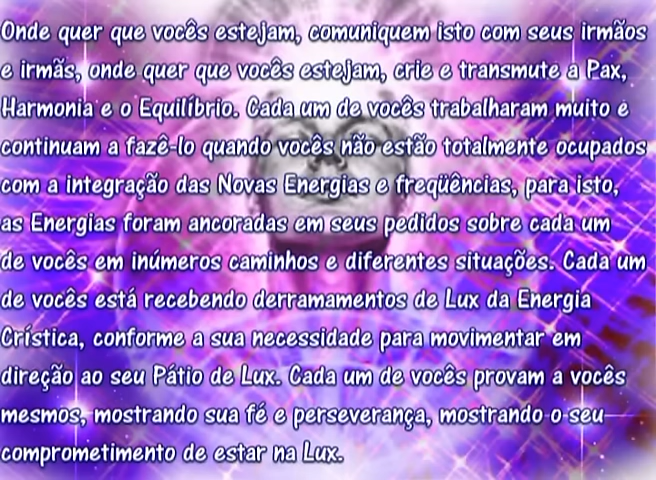 Onde quer que vocês estejam, comuniquem isto com seus irmãos
e irmãs, onde quer que vocês estejam, crie e transmute a Pax,
Harmonia e o Equilíbrio. Cada um de vocês trabalharam muito e
continuam a fazê-lo quando vocês não estão totalmente ocupados
com a integração das Novas Energias e freqüências, para isto,
as Energias foram ancoradas em seus pedidos sobre cada um
de vocês em inúmeros caminhos e diferentes situações. Cada um
de vocês está recebendo derramamentos de Lux da Energia
Crística, conforme a sua necessidade para movimentar em
direção ao seu Pátio de Lux. Cada um de vocês provam a vocês
mesmos, mostrando sua fé e perseverança, mostrando o seu
comprometimento de estar na Lux.